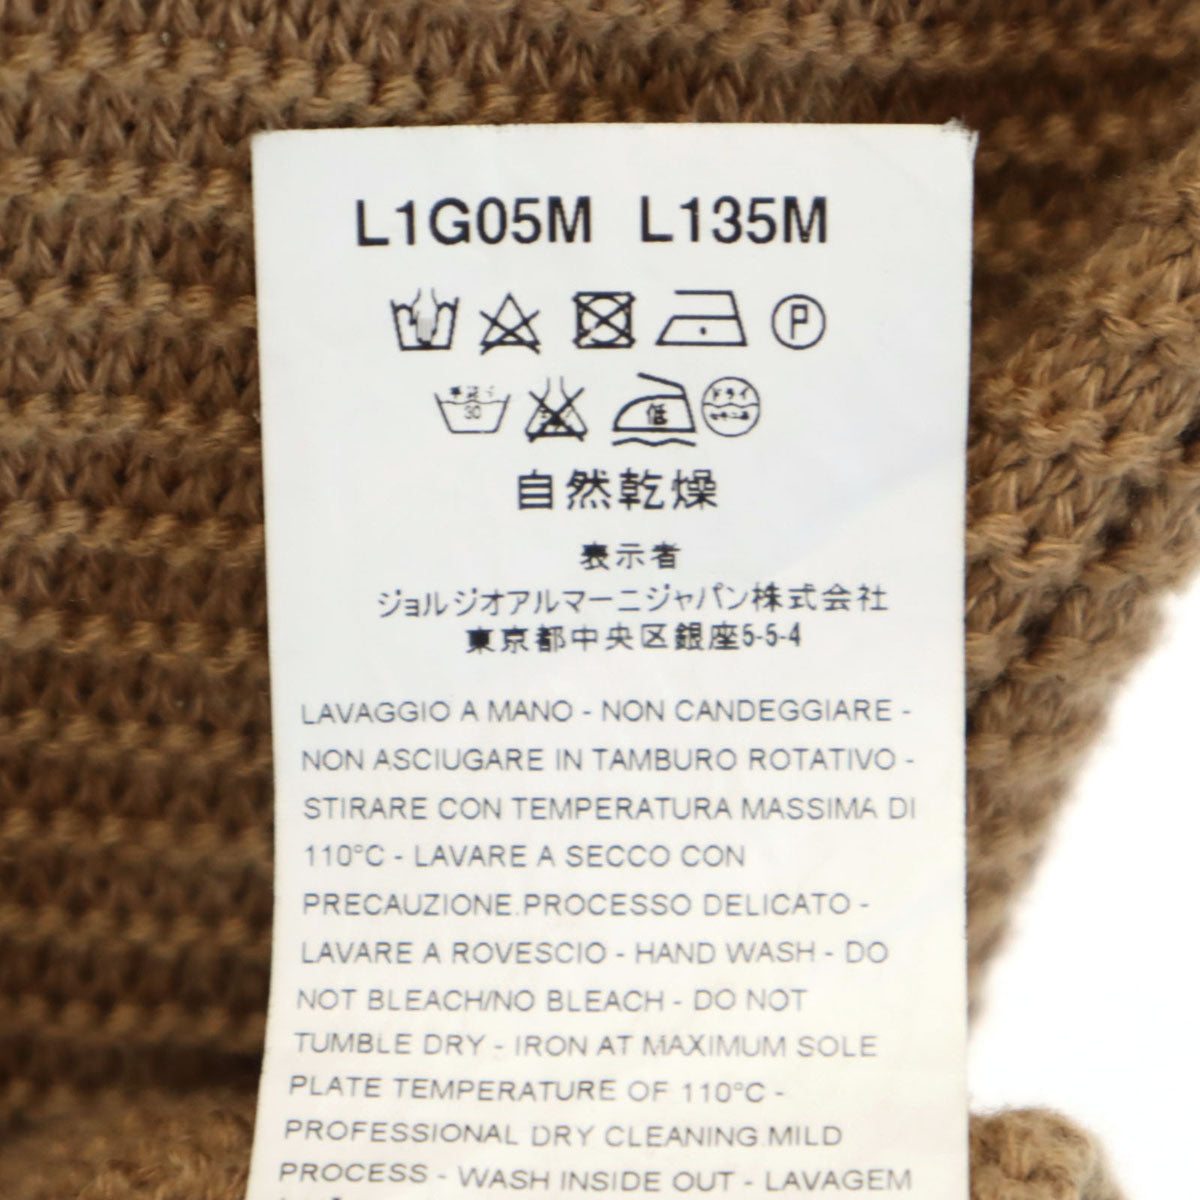 L1G05M L135M
P
手洗イ
30
低
ドライ
セキユ系
自然乾燥
表示者
ジョルジオアルマーニジャパン株式会社
東京都中央区銀座5-5-4
LAVAGGIO A MANO - NON CANDEGGIARE -
NON ASCIUGARE IN TAMBURO ROTATIVO -
STIRARE CON TEMPERATURA MASSIMA DI
110°C - LAVARE A SECCO CON
PRECAUZIONE.PROCESSO DELICATO -
LAVARE A ROVESCIO - HAND WASH - DO
NOT BLEACH/NO BLEACH - DO NOT
TUMBLE DRY - IRON AT MAXIMUM SOLE
PLATE TEMPERATURE OF 110°C -
PROFESSIONAL DRY CLEANING.MILD
PROCESS - WASH INSIDE OUT - LAVAGEM